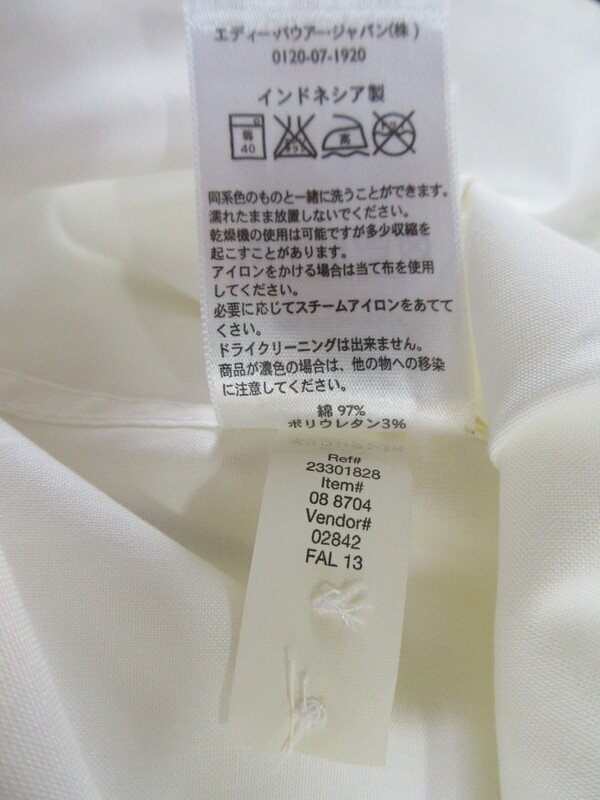 エディー・バウアー・ジャパン(株)
0120-07-1920
インドネシア製
弱
40
高
同系色のものと一緒に洗うことができます。
濡れたまま放置しないでください。
乾燥機の使用は可能ですが多少収縮を
起こすことがあります。
アイロンをかける場合は当て布を使用
してください。
必要に応じてスチームアイロンをあてて
ください。
ドライクリーニングは出来ません。
商品が濃色の場合は、他の物への移染
に注意してください。
綿 97%
ポリウレタン3%
Ref#
23301828
Item#
08 8704
Vendor#
02842
FAL 13